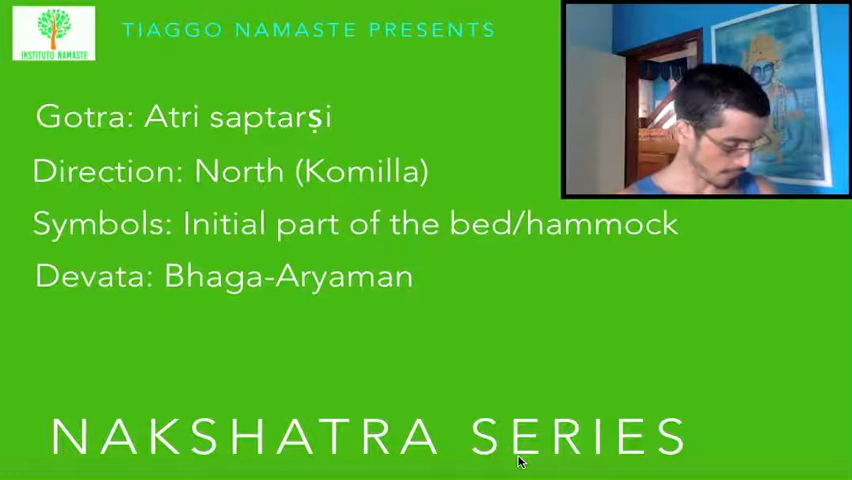 INSTITUTO NAMASTE
TIAGGO NAMASTE PRESENTS
Gotra: Atri saptarṣi
Direction: North (Komilla)
Symbols: Initial part of the bed/hammock
Devata: Bhaga-Aryaman
NAKSHATRA SERIES